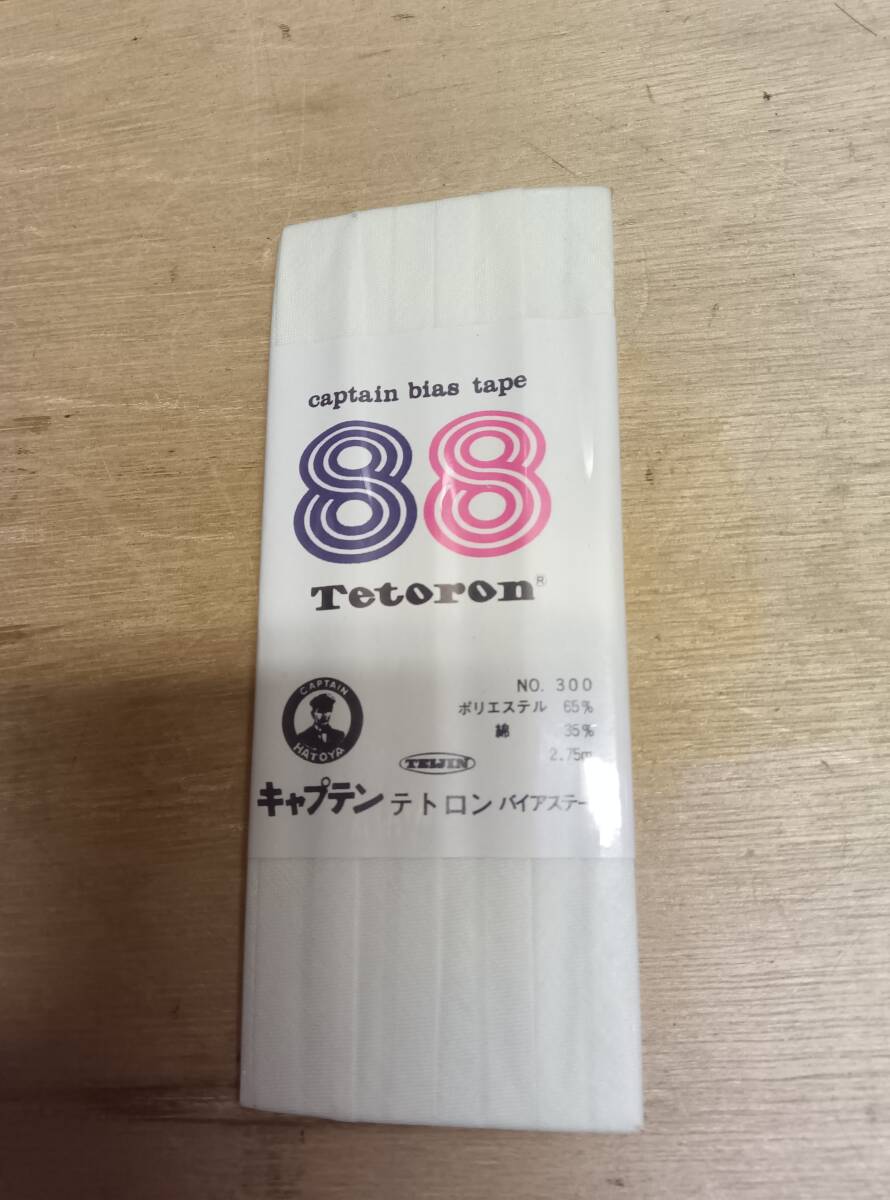 captain bias tape
88
Tetoron®
CAPTAIN
HATOYA
NO. 300
ポリエステル 65%
綿 35%
2.75m
TEIJIN
キャプテン テトロン バイアステー